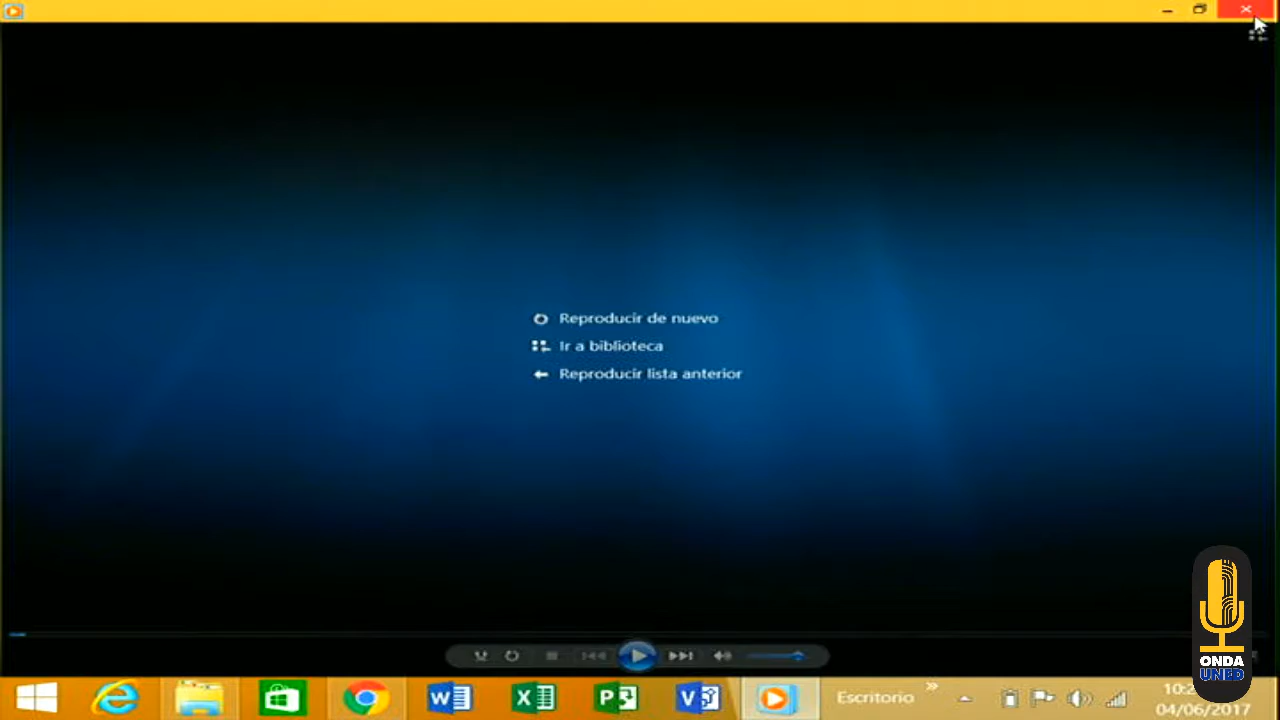 Reproducir de nuevo
Ir a biblioteca
Reproducir lista anterior
ONDA
UNED
Escritorio
04/06/2017